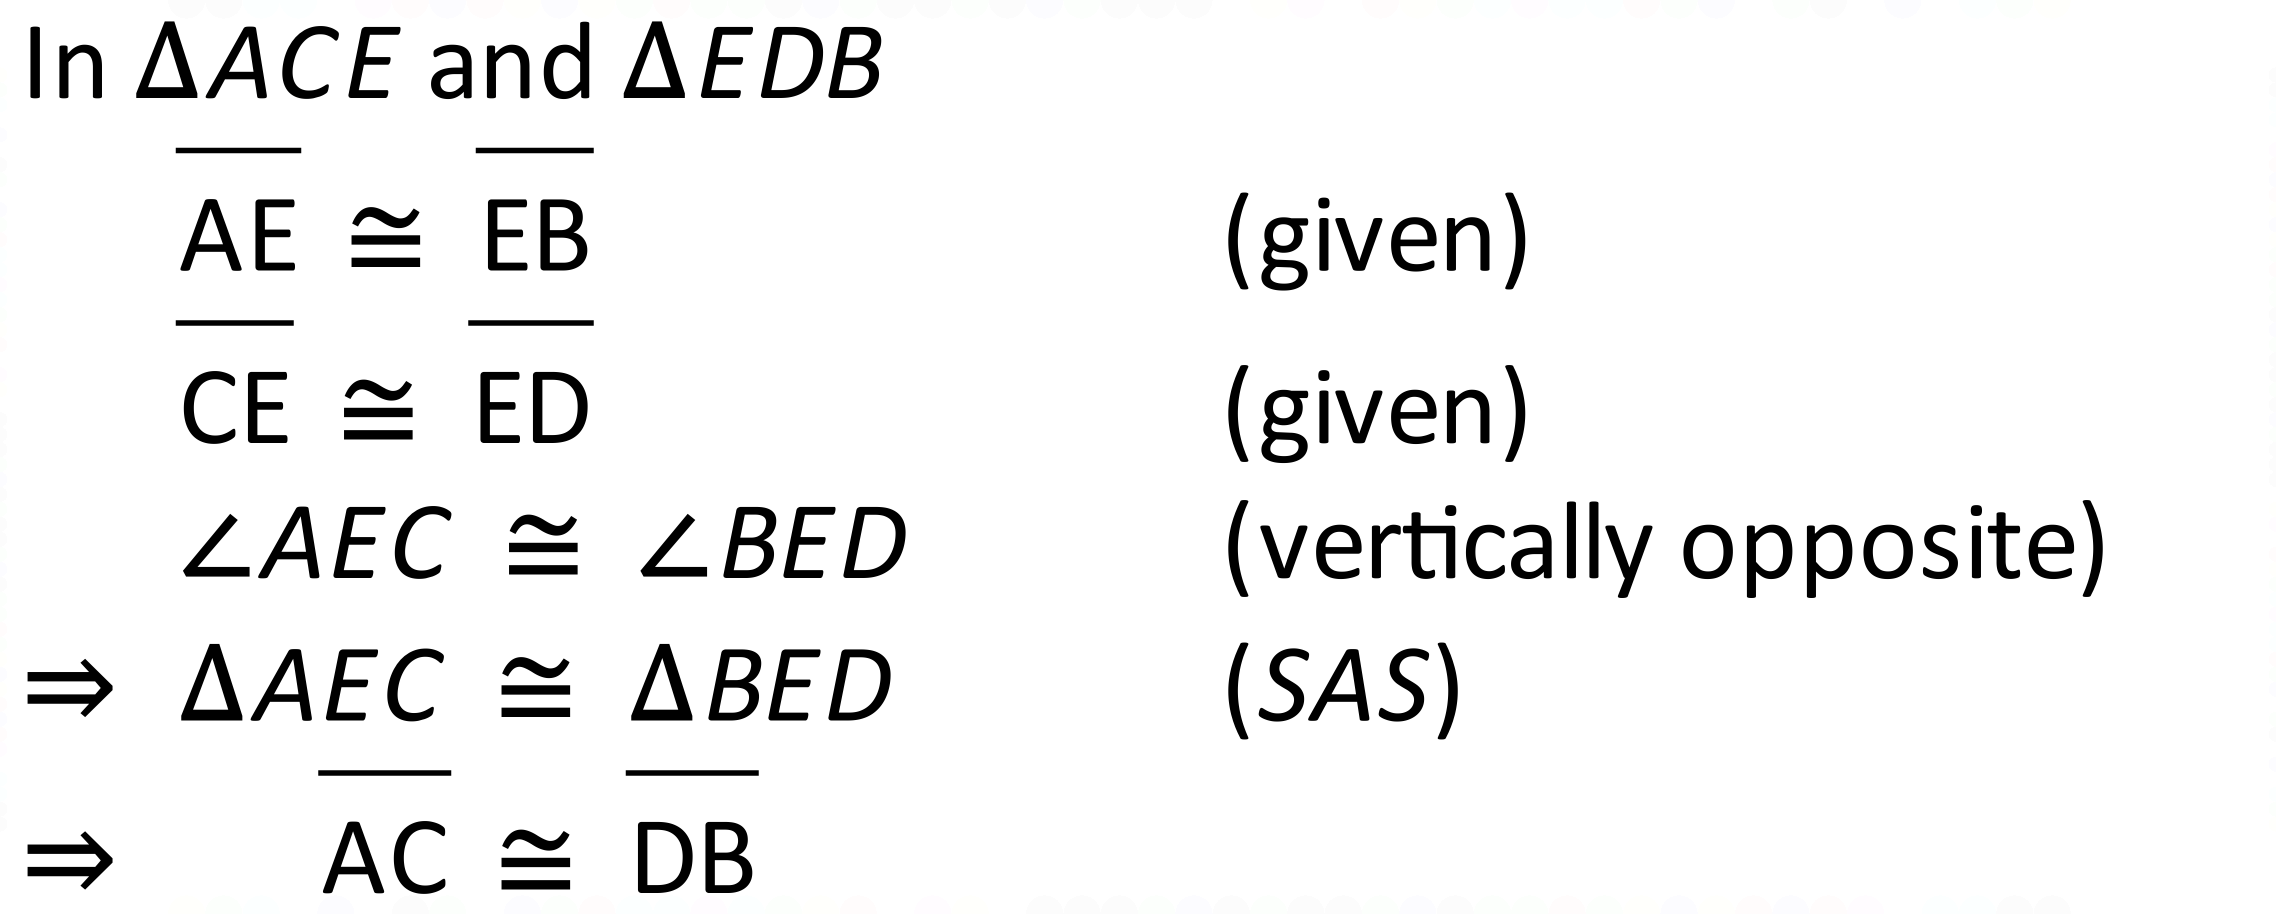 In ΔACE and ΔEDB
AE ≅ EB (given)
CE ≅ ED (given)
∠AEC ≅ ∠BED (vertically opposite)
⇒ ΔAEC ≅ ΔBED (SAS)
⇒ AC ≅ DB